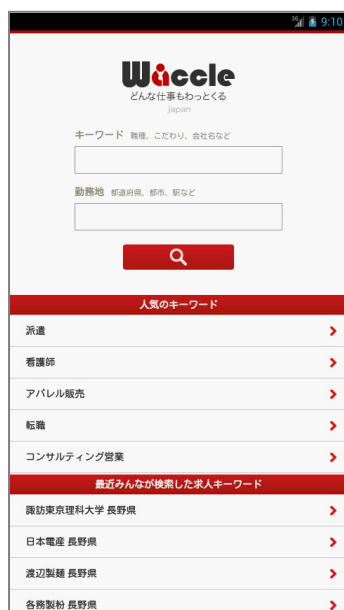 3G 9:10
Waccle
どんな仕事もわっとくる
japan
キーワード 職種、こだわり、会社名など
勤務地 都道府県、都市、駅など
人気のキーワード
派遣
看護師
アパレル販売
転職
コンサルティング営業
最近みんなが検索した求人キーワード
諏訪東京理科大学 長野県
日本電産 長野県
渡辺製麺 長野県
各務製粉 長野県